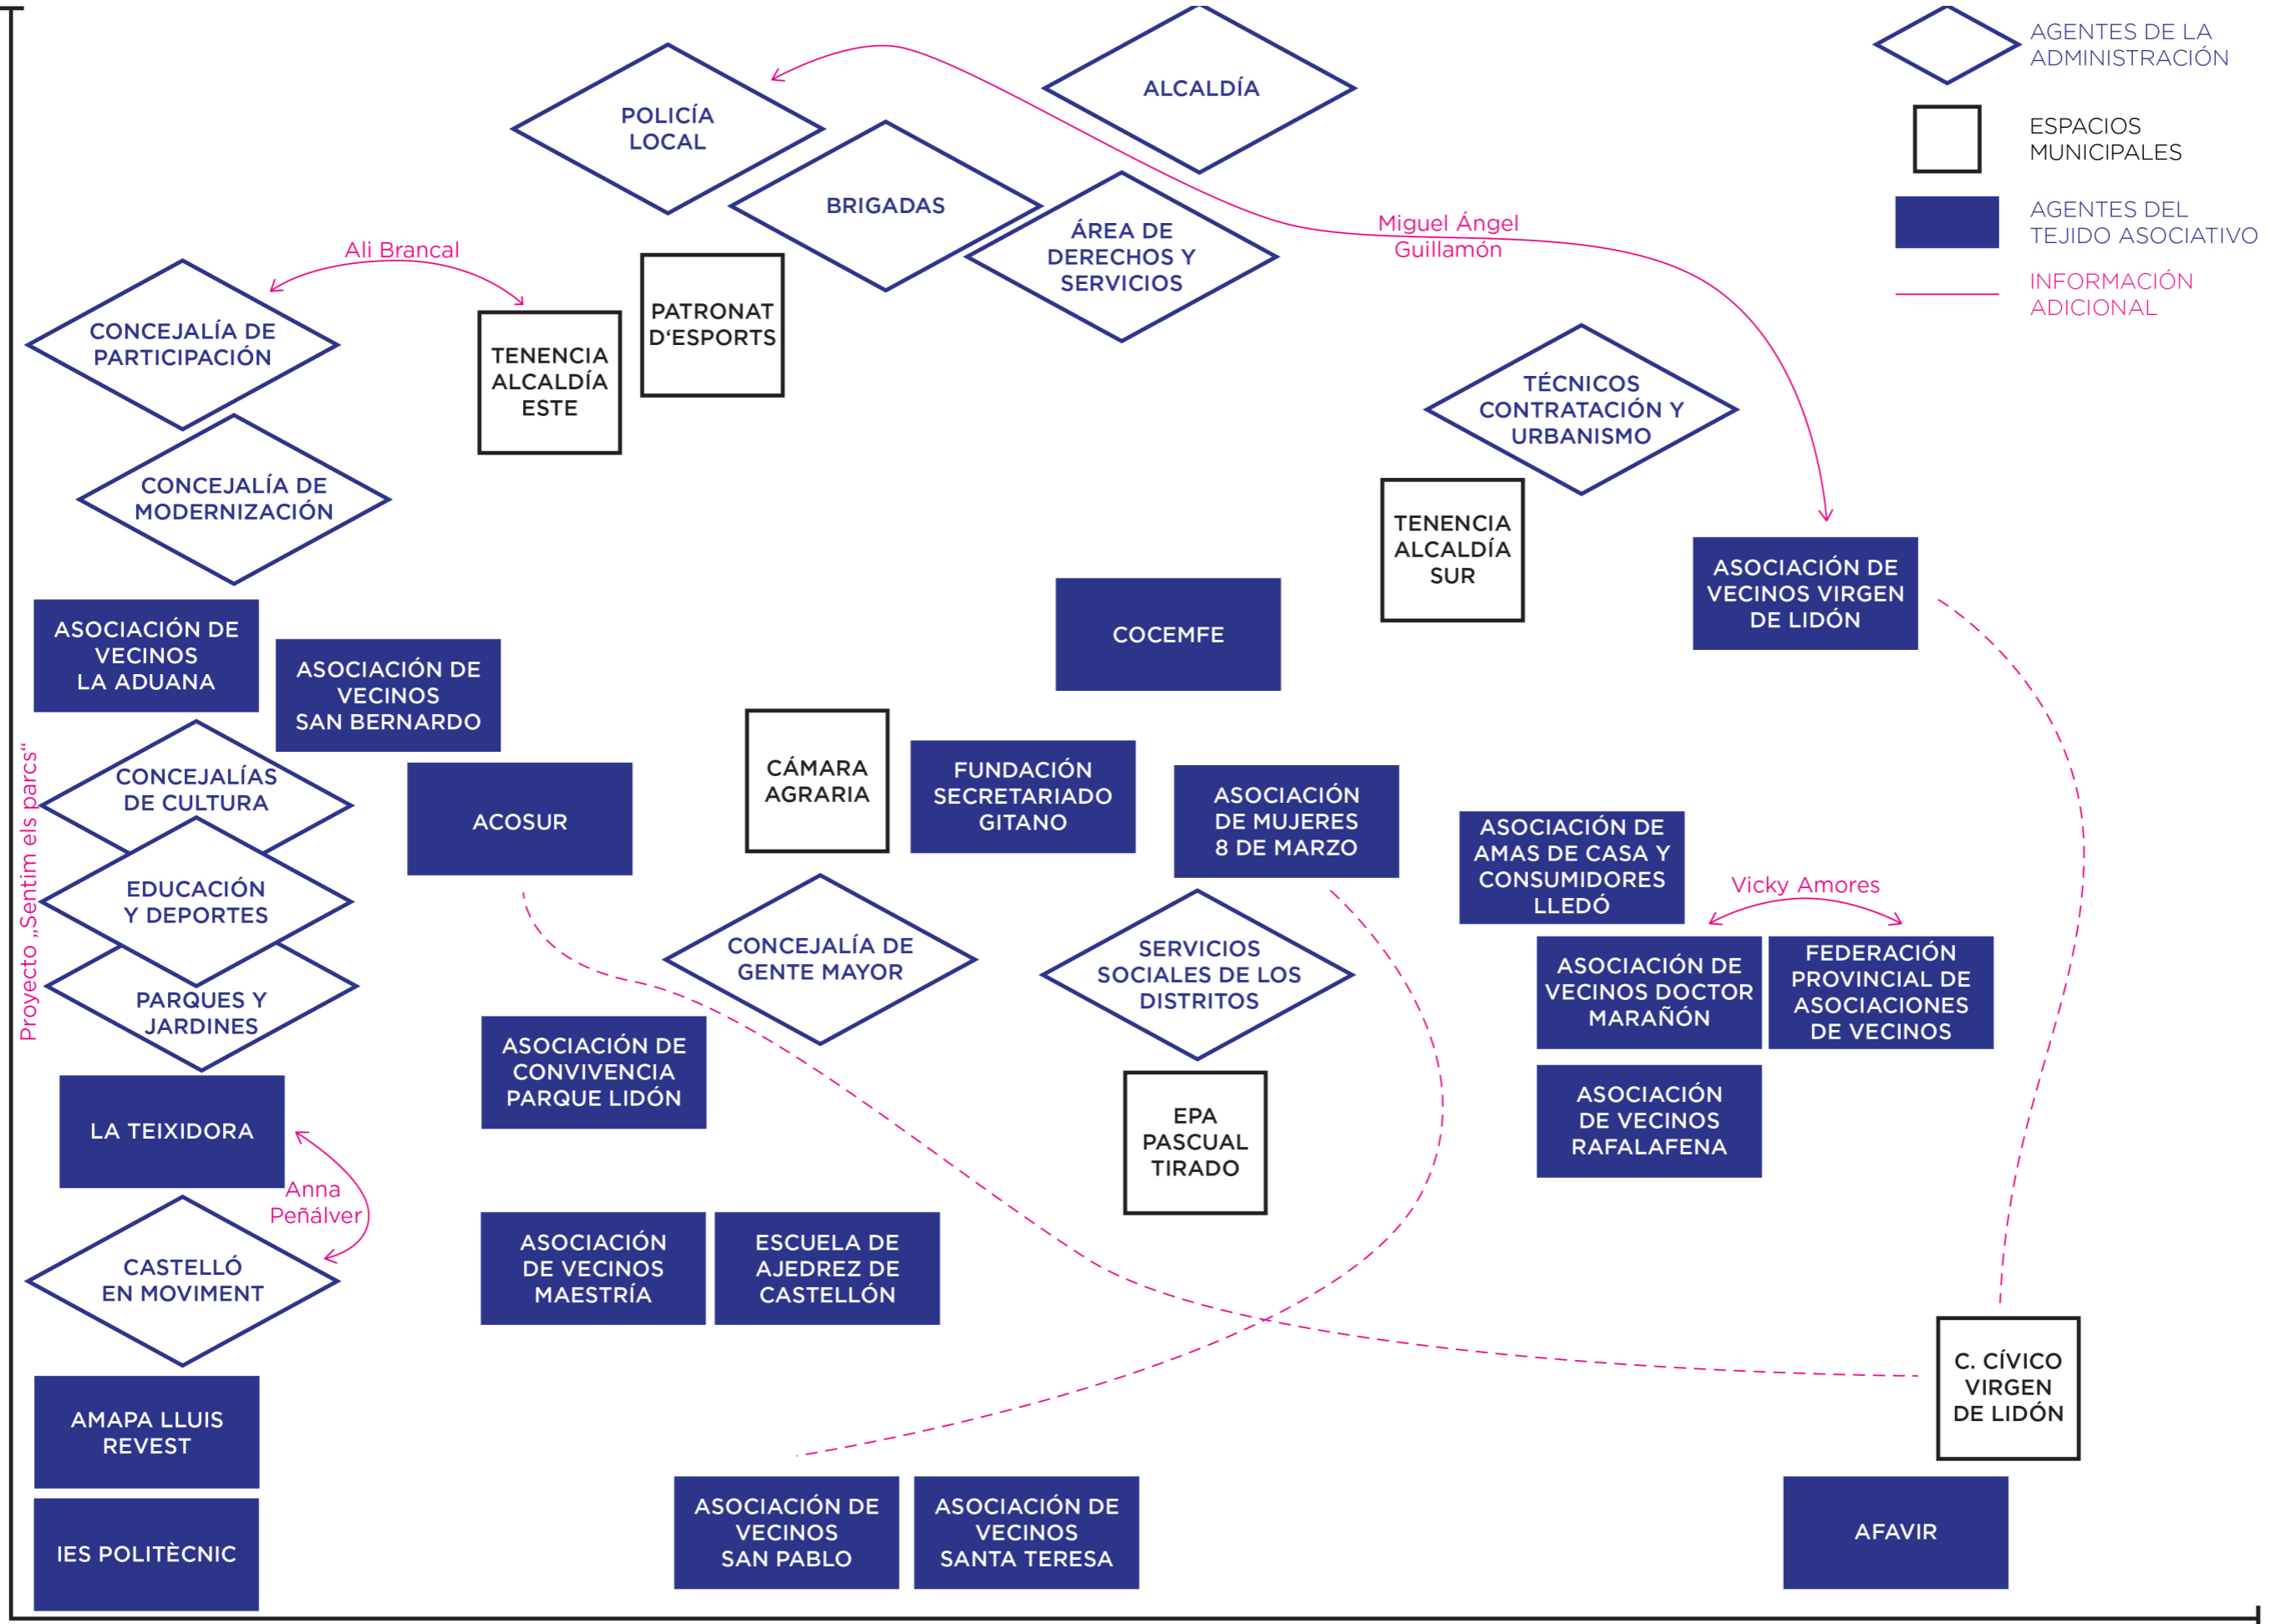 AGENTES DE LA
ADMINISTRACIÓN
ESPACIOS
MUNICIPALES
AGENTES DEL
TEJIDO ASOCIATIVO
INFORMACIÓN
ADICIONAL
ALCALDÍA
POLICÍA
LOCAL
BRIGADAS
ÁREA DE
DERECHOS Y
SERVICIOS
Miguel Ángel
Guillamón
Ali Brancal
CONCEJALÍA DE
PARTICIPACIÓN
TENENCIA
ALCALDÍA
ESTE
PATRONAT
D‘ESPORTS
TÉCNICOS
CONTRATACIÓN Y
URBANISMO
CONCEJALÍA DE
MODERNIZACIÓN
TENENCIA
ALCALDÍA
SUR
ASOCIACIÓN DE
VECINOS VIRGEN
DE LIDÓN
ASOCIACIÓN DE
VECINOS
LA ADUANA
ASOCIACIÓN DE
VECINOS
SAN BERNARDO
COCEMFE
Proyecto „Sentim els parcs“
CONCEJALÍAS
DE CULTURA
EDUCACIÓN
Y DEPORTES
PARQUES Y
JARDINES
ACOSUR
CÁMARA
AGRARIA
FUNDACIÓN
SECRETARIADO
GITANO
ASOCIACIÓN
DE MUJERES
8 DE MARZO
ASOCIACIÓN DE
AMAS DE CASA Y
CONSUMIDORES
LLEDÓ
Vicky Amores
CONCEJALÍA DE
GENTE MAYOR
SERVICIOS
SOCIALES DE LOS
DISTRITOS
ASOCIACIÓN DE
VECINOS DOCTOR
MARAÑÓN
FEDERACIÓN
PROVINCIAL DE
ASOCIACIONES
DE VECINOS
ASOCIACIÓN DE
CONVIVENCIA
PARQUE LIDÓN
EPA
PASCUAL
TIRADO
ASOCIACIÓN
DE VECINOS
RAFALAFENA
LA TEIXIDORA
Anna
Peñálver
CASTELLÓ
EN MOVIMENT
ASOCIACIÓN
DE VECINOS
MAESTRÍA
ESCUELA DE
AJEDREZ DE
CASTELLÓN
C. CÍVICO
VIRGEN
DE LIDÓN
AMAPA LLUIS
REVEST
IES POLITÈCNIC
ASOCIACIÓN DE
VECINOS
SAN PABLO
ASOCIACIÓN DE
VECINOS
SANTA TERESA
AFAVIR